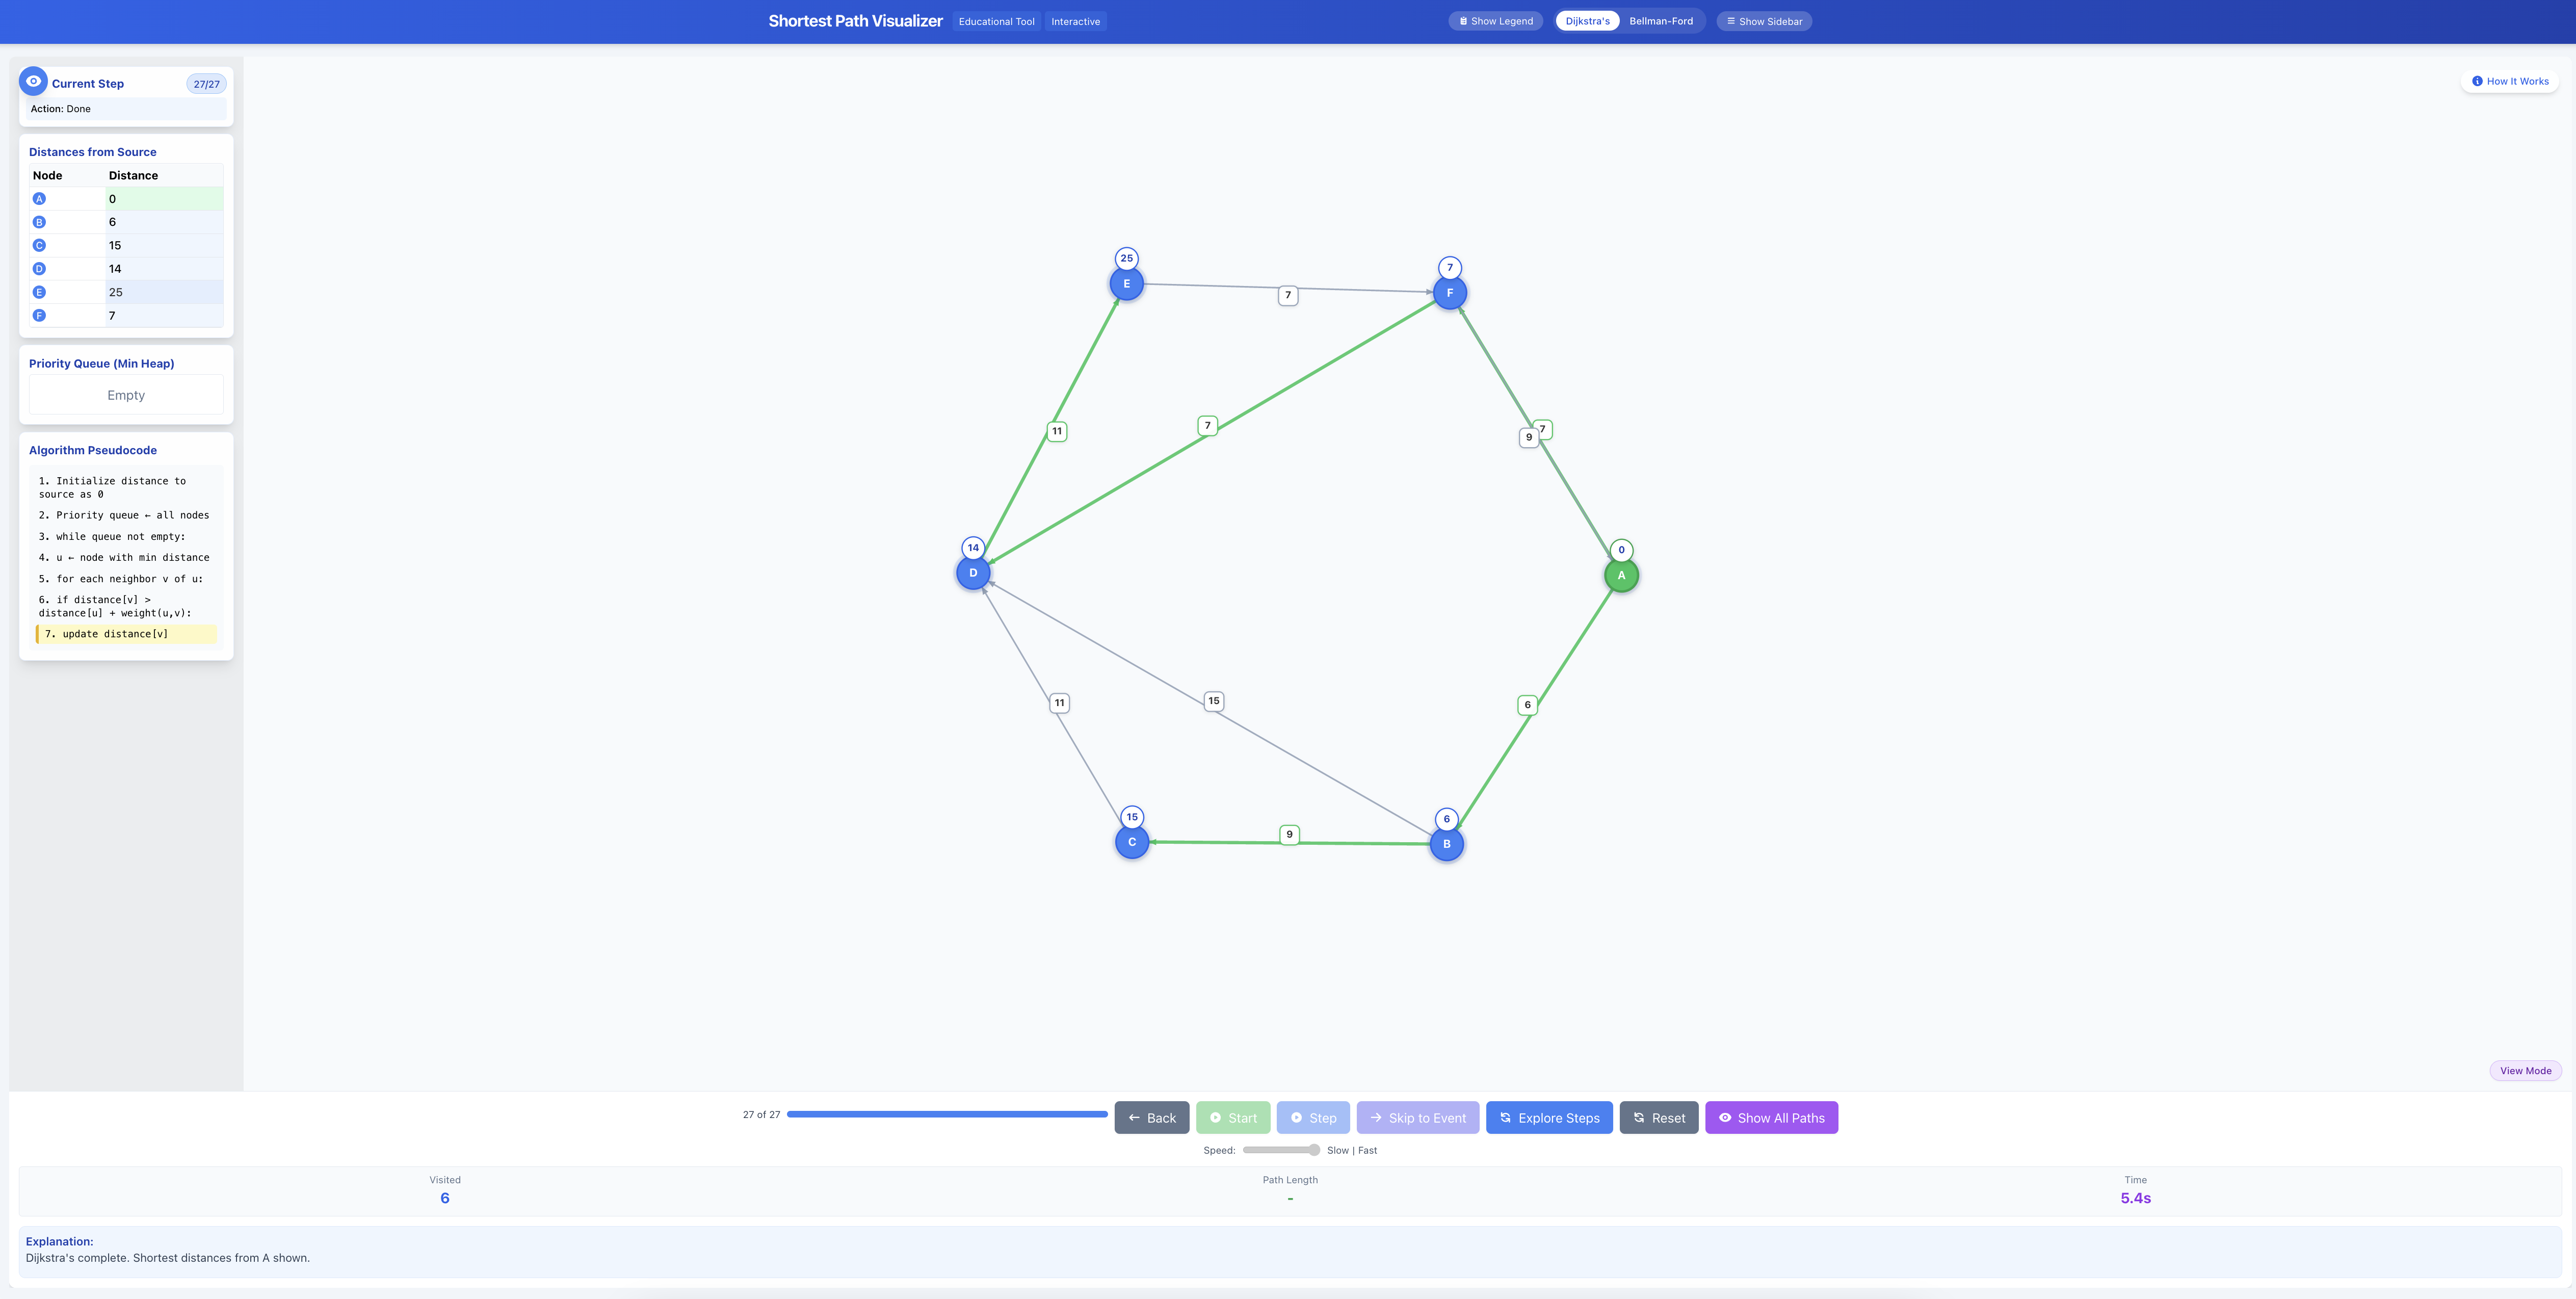 Shortest Path Visualizer
Educational Tool
Interactive
Show Legend
Dijkstra's
Bellman-Ford
Show Sidebar
Current Step
27/27
Action: Done
Distances from Source
Node Distance
A 0
B 6
C 15
D 14
E 25
F 7
Priority Queue (Min Heap)
Empty
Algorithm Pseudocode
1. Initialize distance to
source as 0
2. Priority queue ← all nodes
3. while queue not empty:
4. u ← node with min distance
5. for each neighbor v of u:
6. if distance[v] >
distance[u] + weight(u,v):
7. update distance[v]
How It Works
25
E
7
7
F
11
7
7
9
14
D
0
A
11
15
6
15
C
9
6
B
View Mode
27 of 27
← Back
Start
Step
→ Skip to Event
Explore Steps
Reset
Show All Paths
Speed:
Slow | Fast
Visited
6
Path Length
-
Time
5.4s
Explanation:
Dijkstra's complete. Shortest distances from A shown.